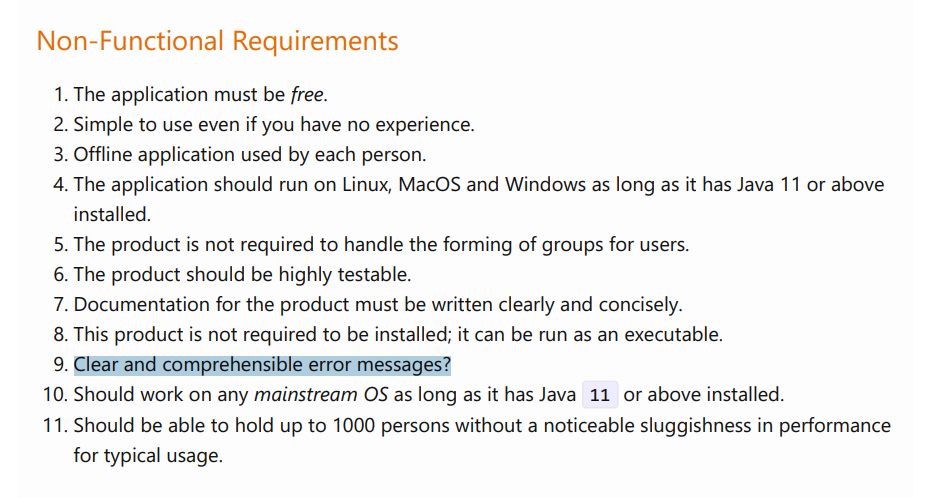 Non-Functional Requirements
1. The application must be free.
2. Simple to use even if you have no experience.
3. Offline application used by each person.
4. The application should run on Linux, MacOS and Windows as long as it has Java 11 or above
installed.
5. The product is not required to handle the forming of groups for users.
6. The product should be highly testable.
7. Documentation for the product must be written clearly and concisely.
8. This product is not required to be installed; it can be run as an executable.
9. Clear and comprehensible error messages?
10. Should work on any mainstream OS as long as it has Java 11 or above installed.
11. Should be able to hold up to 1000 persons without a noticeable sluggishness in performance
for typical usage.